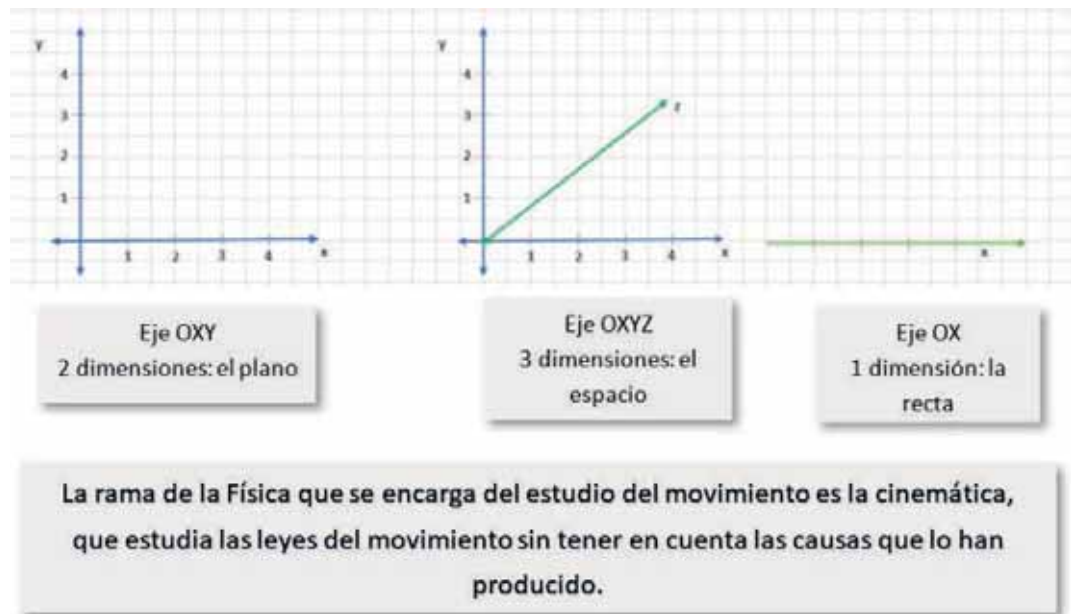 y
4
3
2
1
1 2 3 4 x
Eje OXY
2 dimensiones: el plano
y
4
3
2
1
z
1 2 3 4 x
Eje OXYZ
3 dimensiones: el
espacio
x
Eje OX
1 dimensión: la
recta
La rama de la Física que se encarga del estudio del movimiento es la cinemática,
que estudia las leyes del movimiento sin tener en cuenta las causas que lo han
producido.